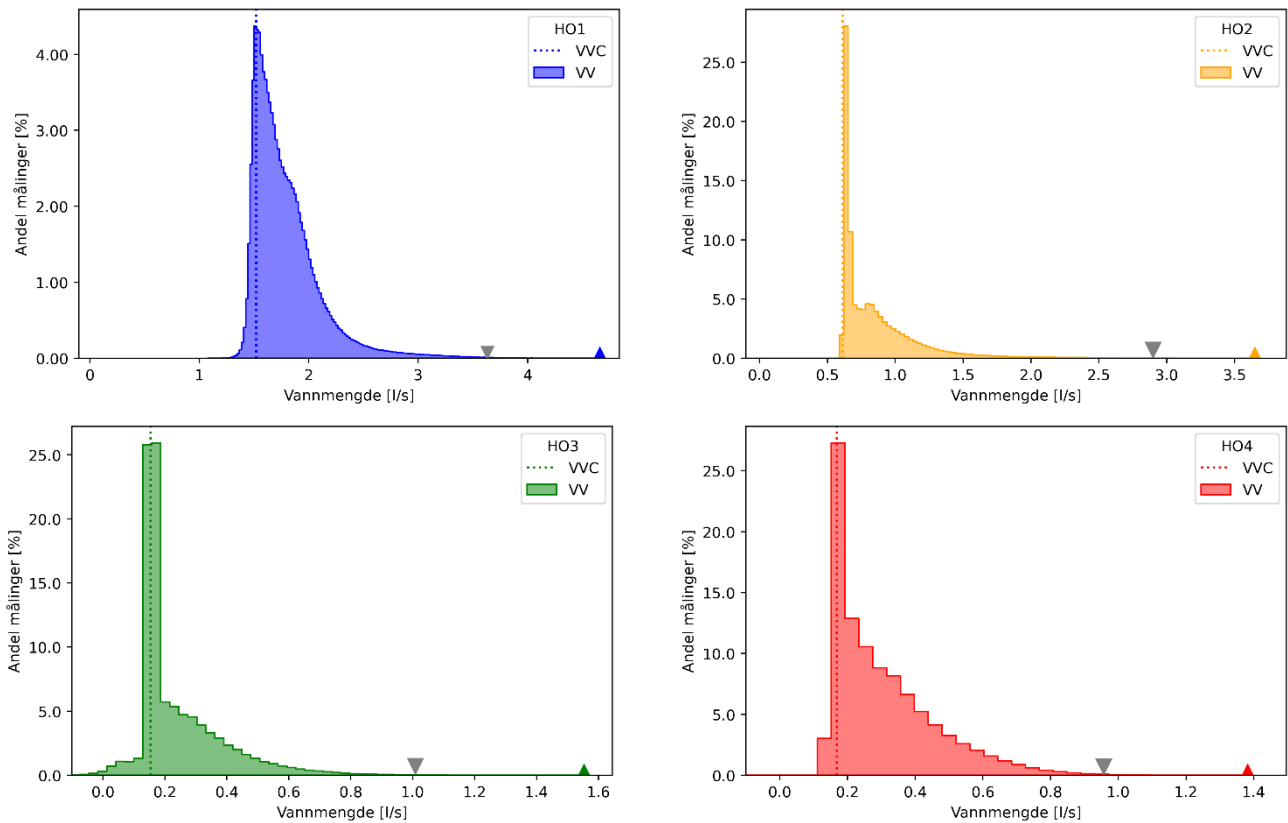 HO1
VVC
VV
Andel målinger [%]
4.00
3.00
2.00
1.00
0.00
0
1
2
3
4
Vannmengde [l/s]
HO2
VVC
VV
Andel målinger [%]
25.0
20.0
15.0
10.0
5.0
0.0
0.0
0.5
1.0
1.5
2.0
2.5
3.0
3.5
Vannmengde [l/s]
HO3
VVC
VV
Andel målinger [%]
25.0
20.0
15.0
10.0
5.0
0.0
0.0
0.2
0.4
0.6
0.8
1.0
1.2
1.4
1.6
Vannmengde [l/s]
HO4
VVC
VV
Andel målinger [%]
25.0
20.0
15.0
10.0
5.0
0.0
0.0
0.2
0.4
0.6
0.8
1.0
1.2
1.4
Vannmengde [l/s]